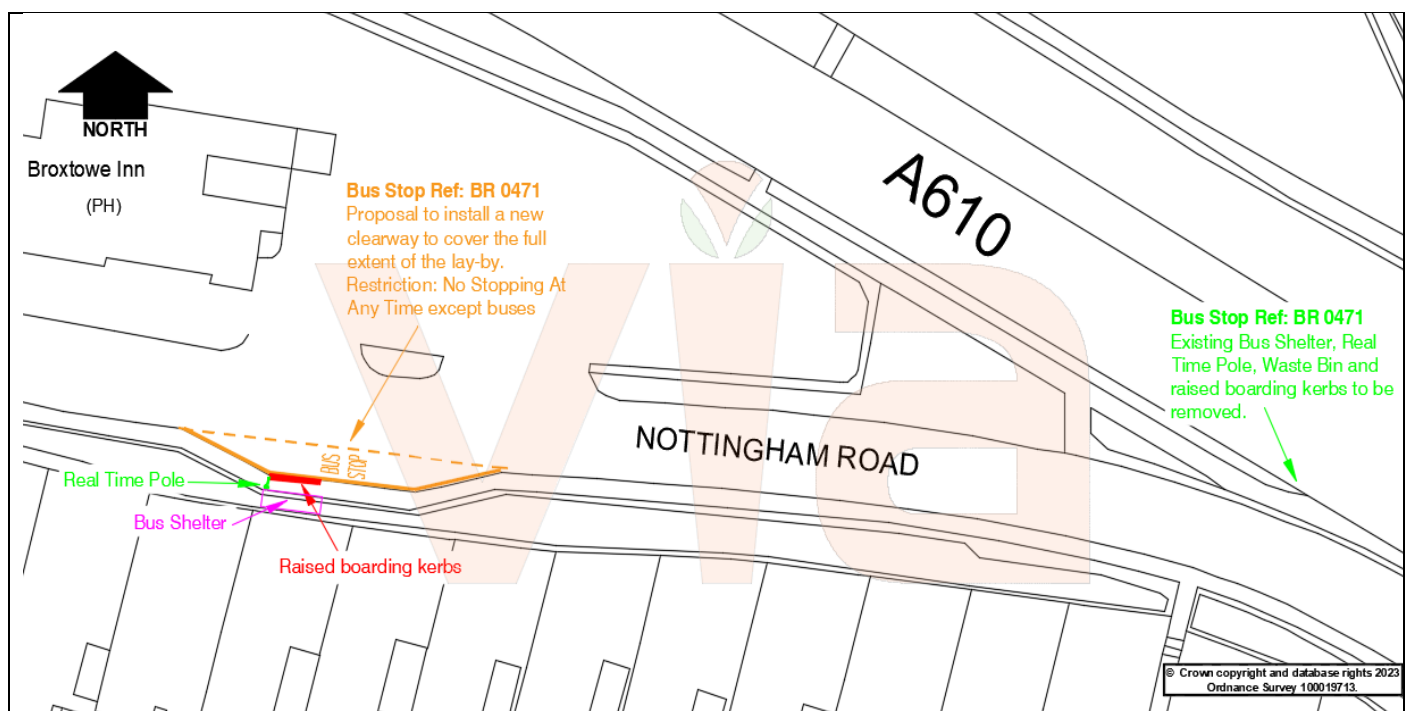 NORTH
Broxtowe Inn
(PH)
Bus Stop Ref: BR 0471
Proposal to install a new
clearway to cover the full
extent of the lay-by.
Restriction: No Stopping At
Any Time except buses
A610
via
Bus Stop Ref: BR 0471
Existing Bus Shelter, Real
Time Pole, Waste Bin and
raised boarding kerbs to be
removed.
NOTTINGHAM ROAD
BUS
STOP
Real Time Pole
Bus Shelter
Raised boarding kerbs
© Crown copyright and database rights 2023
Ordnance Survey 100019713.